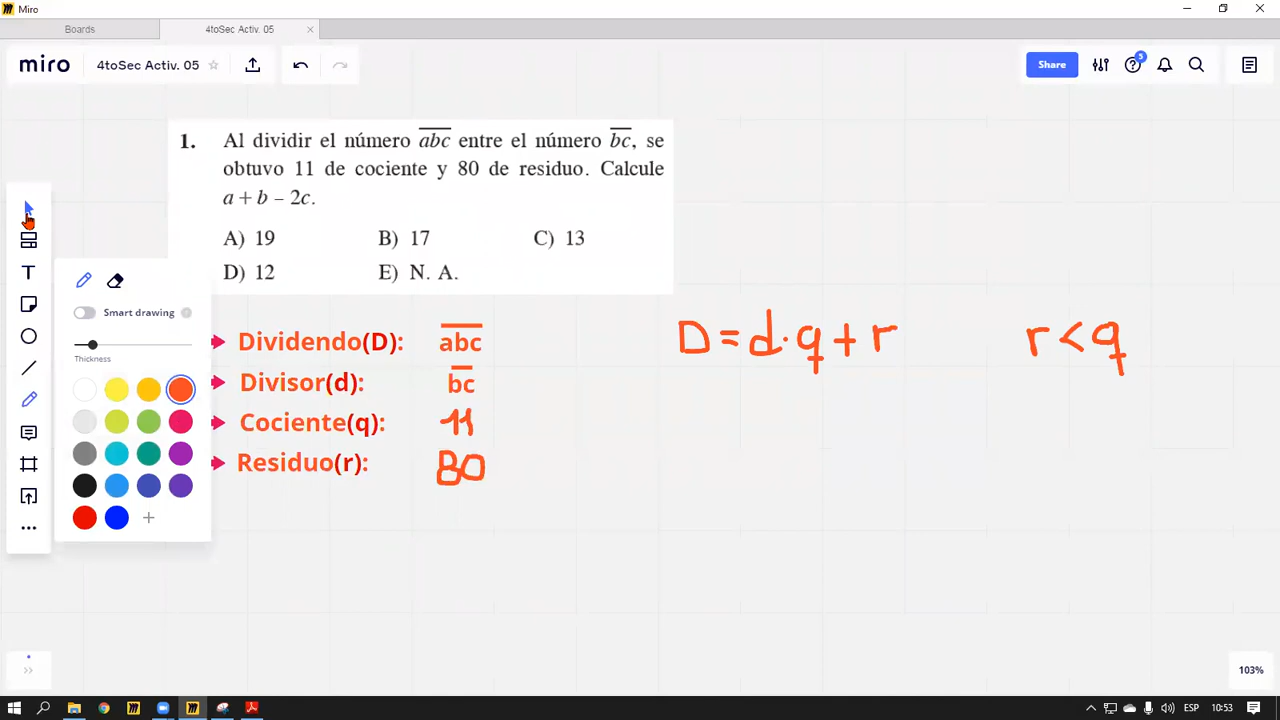 Miro
Boards
4toSec Activ. 05
miro
4toSec Activ. 05
Share
5
1. Al dividir el número abc entre el número bc, se
obtuvo 11 de cociente y 80 de residuo. Calcule
a + b – 2c.
A) 19 B) 17 C) 13
D) 12 E) N. A.
Smart drawing
Thickness
Dividendo(D): abc
Divisor(d): bc
Cociente(q): 11
Residuo(r): 80
D = d · q + r r < q
103%
ESP 10:53